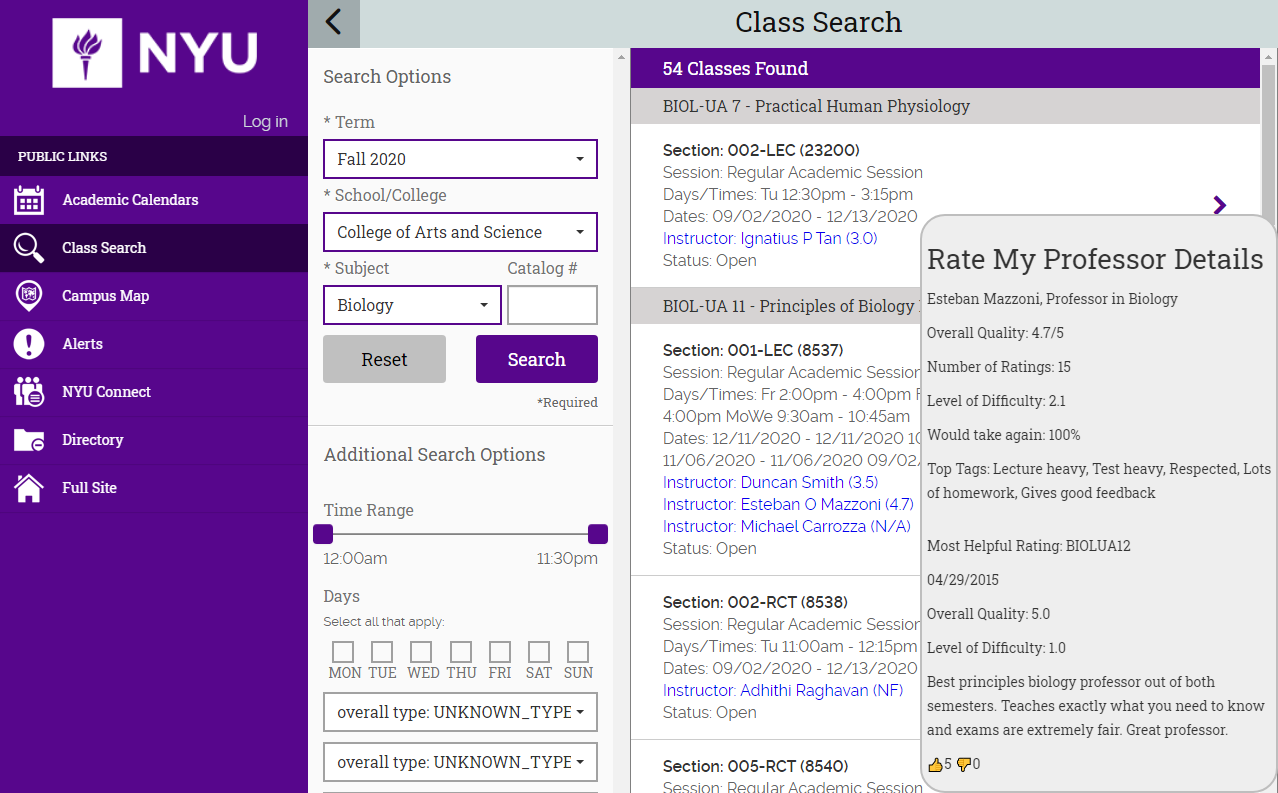 NYU
Log in
PUBLIC LINKS
Academic Calendars
Class Search
Campus Map
Alerts
NYU Connect
Directory
Full Site
Class Search
Search Options
* Term
Fall 2020
* School/College
College of Arts and Science
* Subject
Catalog #
Biology
Reset
Search
*Required
Additional Search Options
Time Range
12:00am
11:30pm
Days
Select all that apply:
MON TUE WED THU FRI SAT SUN
overall type: UNKNOWN_TYPE
overall type: UNKNOWN_TYPE
54 Classes Found
BIOL-UA 7 - Practical Human Physiology
Section: 002-LEC (23200)
Session: Regular Academic Session
Days/Times: Tu 12:30pm - 3:15pm
Dates: 09/02/2020 - 12/13/2020
Instructor: Ignatius P Tan (3.0)
Status: Open
BIOL-UA 11 - Principles of Biology
Section: 001-LEC (8537)
Session: Regular Academic Session
Days/Times: Fr 2:00pm - 4:00pm F
4:00pm MoWe 9:30am - 10:45am
Dates: 12/11/2020 - 12/11/2020 10
11/06/2020 - 11/06/2020 09/02/
Instructor: Duncan Smith (3.5)
Instructor: Esteban O Mazzoni (4.7)
Instructor: Michael Carrozza (N/A)
Status: Open
Section: 002-RCT (8538)
Session: Regular Academic Session
Days/Times: Tu 11:00am - 12:15pm
Dates: 09/02/2020 - 12/13/2020
Instructor: Adhithi Raghavan (NF)
Status: Open
Section: 005-RCT (8540)
Session: Regular Academic Session
Rate My Professor Details
Esteban Mazzoni, Professor in Biology
Overall Quality: 4.7/5
Number of Ratings: 15
Level of Difficulty: 2.1
Would take again: 100%
Top Tags: Lecture heavy, Test heavy, Respected, Lots
of homework, Gives good feedback
Most Helpful Rating: BIOLUA12
04/29/2015
Overall Quality: 5.0
Level of Difficulty: 1.0
Best principles biology professor out of both
semesters. Teaches exactly what you need to know
and exams are extremely fair. Great professor.
👍5 👎0